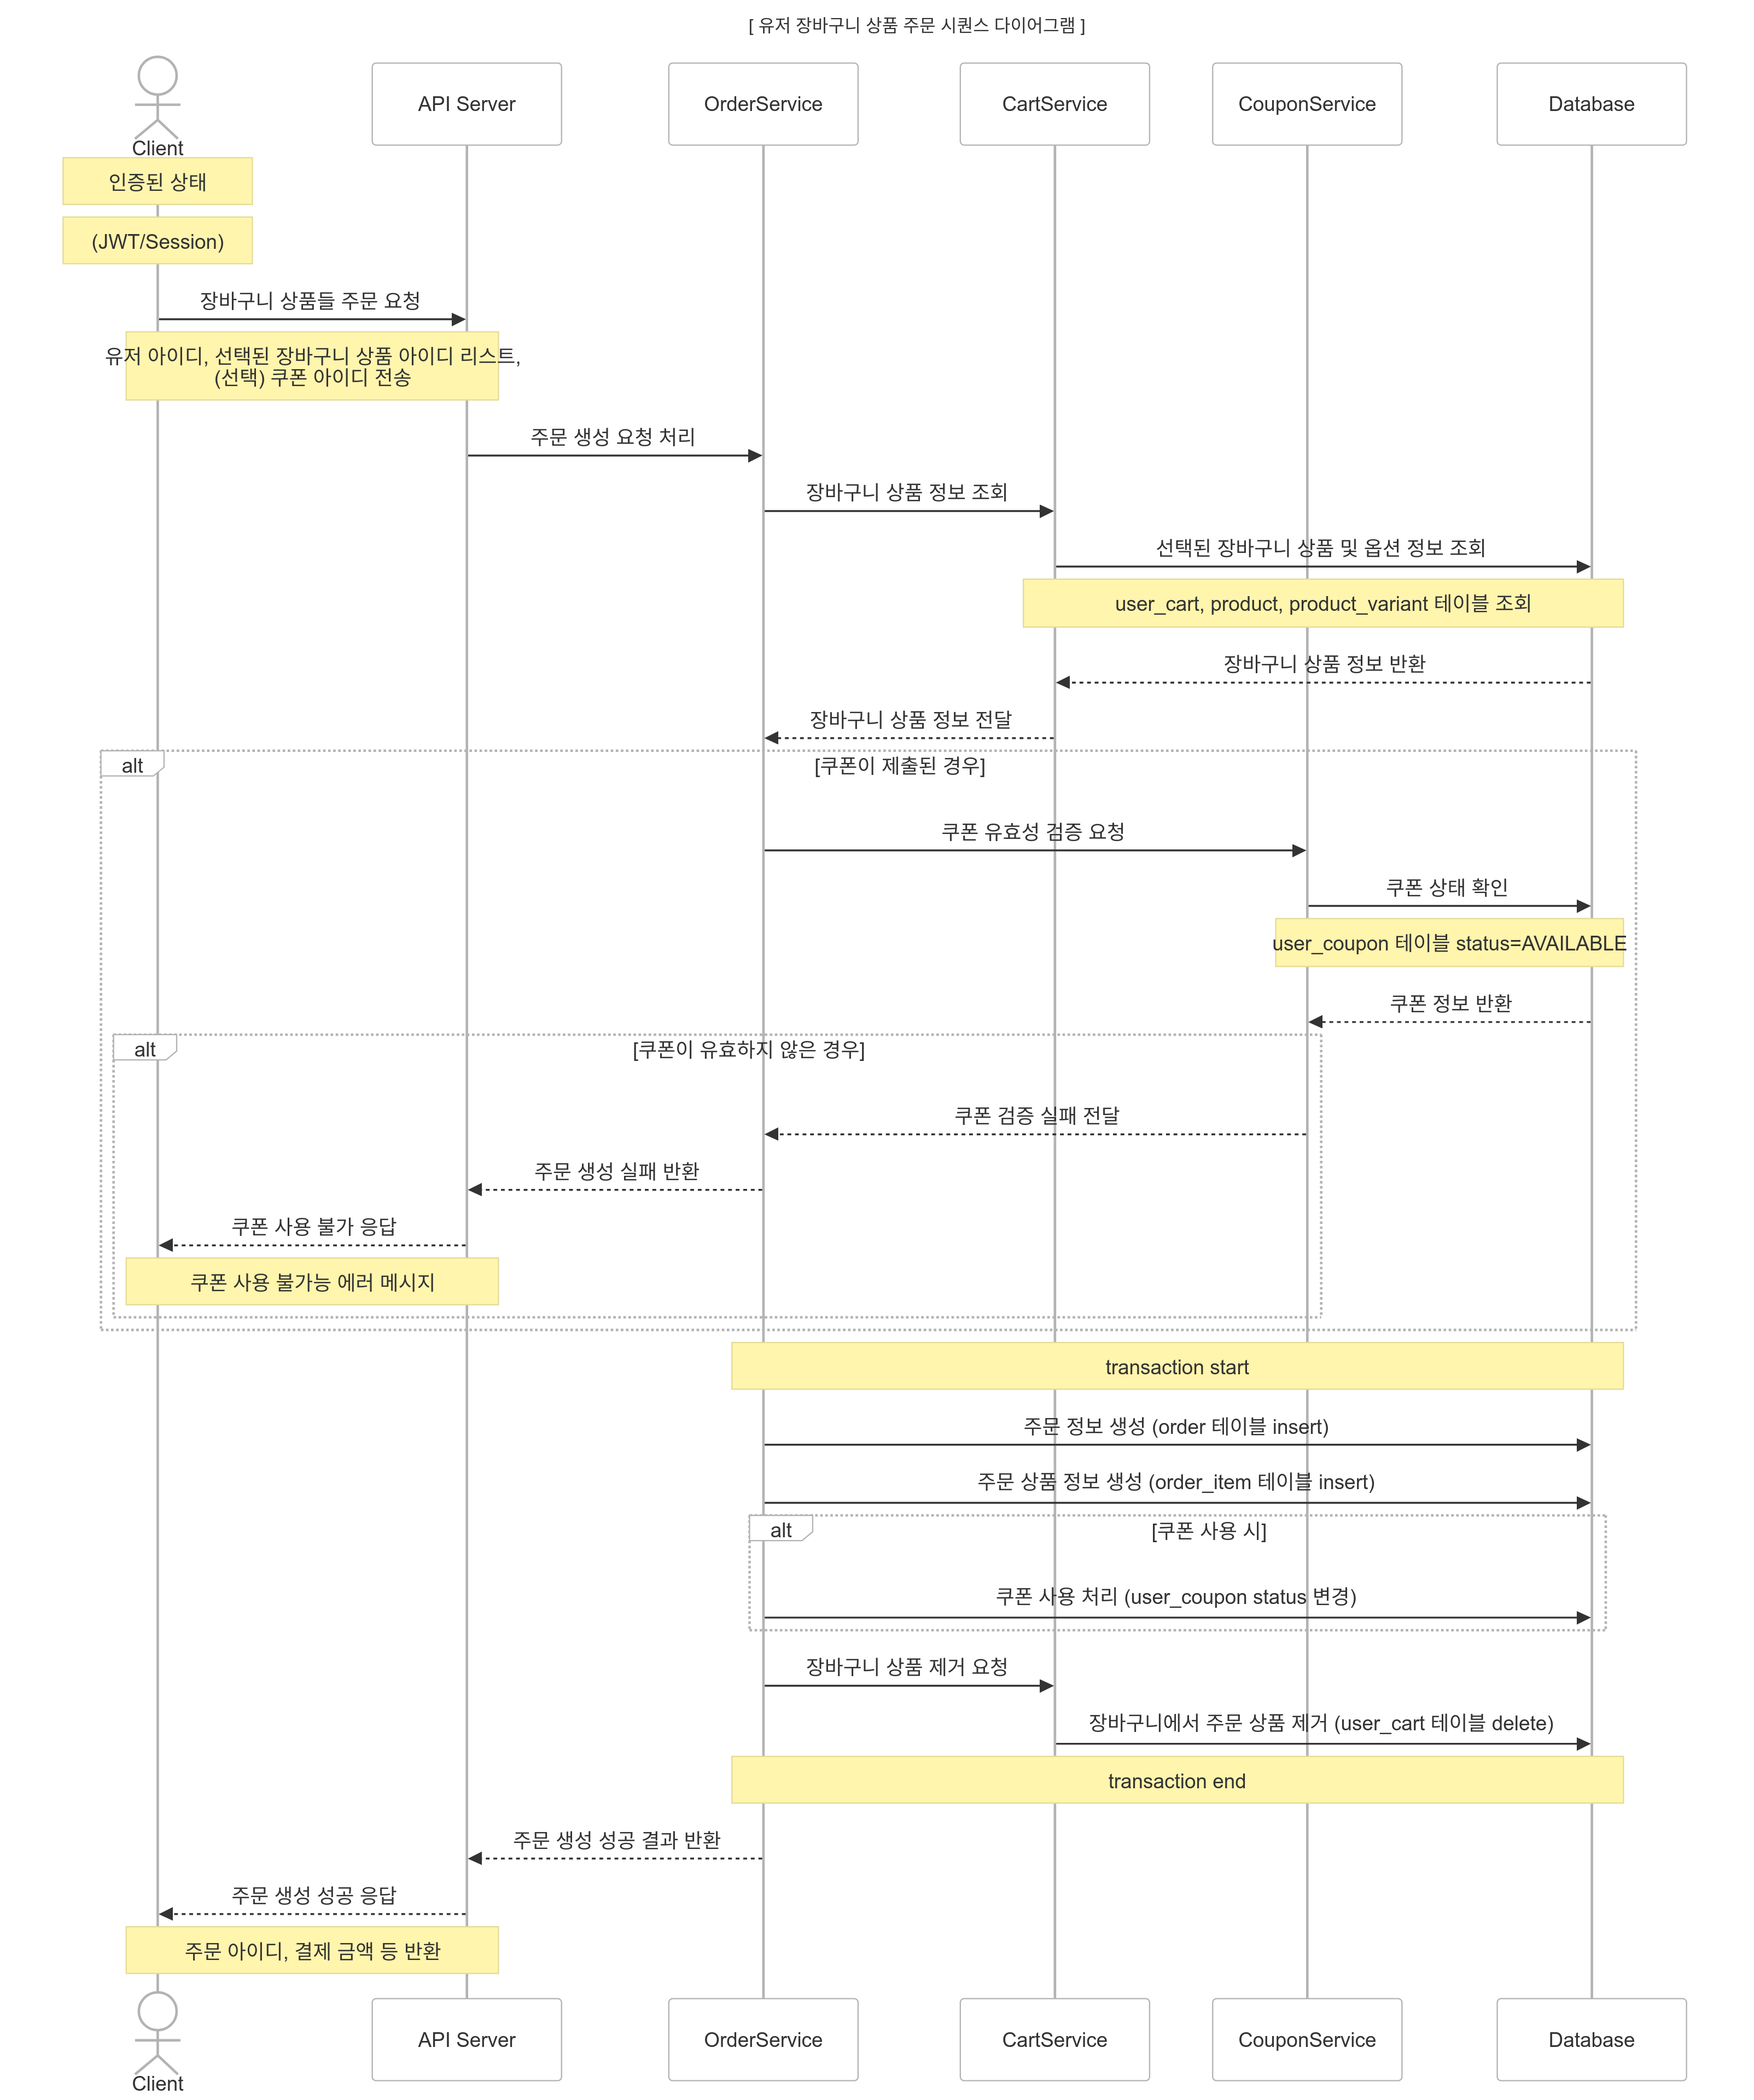 [ 유저 장바구니 상품 주문 시퀀스 다이어그램 ]
Client
API Server
OrderService
CartService
CouponService
Database
인증된 상태
(JWT/Session)
장바구니 상품들 주문 요청
유저 아이디, 선택된 장바구니 상품 아이디 리스트,
(선택) 쿠폰 아이디 전송
주문 생성 요청 처리
장바구니 상품 정보 조회
선택된 장바구니 상품 및 옵션 정보 조회
user_cart, product, product_variant 테이블 조회
장바구니 상품 정보 반환
장바구니 상품 정보 전달
alt
[쿠폰이 제출된 경우]
쿠폰 유효성 검증 요청
쿠폰 상태 확인
user_coupon 테이블 status=AVAILABLE
쿠폰 정보 반환
alt
[쿠폰이 유효하지 않은 경우]
쿠폰 검증 실패 전달
주문 생성 실패 반환
쿠폰 사용 불가 응답
쿠폰 사용 불가능 에러 메시지
transaction start
주문 정보 생성 (order 테이블 insert)
주문 상품 정보 생성 (order_item 테이블 insert)
alt
[쿠폰 사용 시]
쿠폰 사용 처리 (user_coupon status 변경)
장바구니 상품 제거 요청
장바구니에서 주문 상품 제거 (user_cart 테이블 delete)
transaction end
주문 생성 성공 결과 반환
주문 생성 성공 응답
주문 아이디, 결제 금액 등 반환
Client
API Server
OrderService
CartService
CouponService
Database